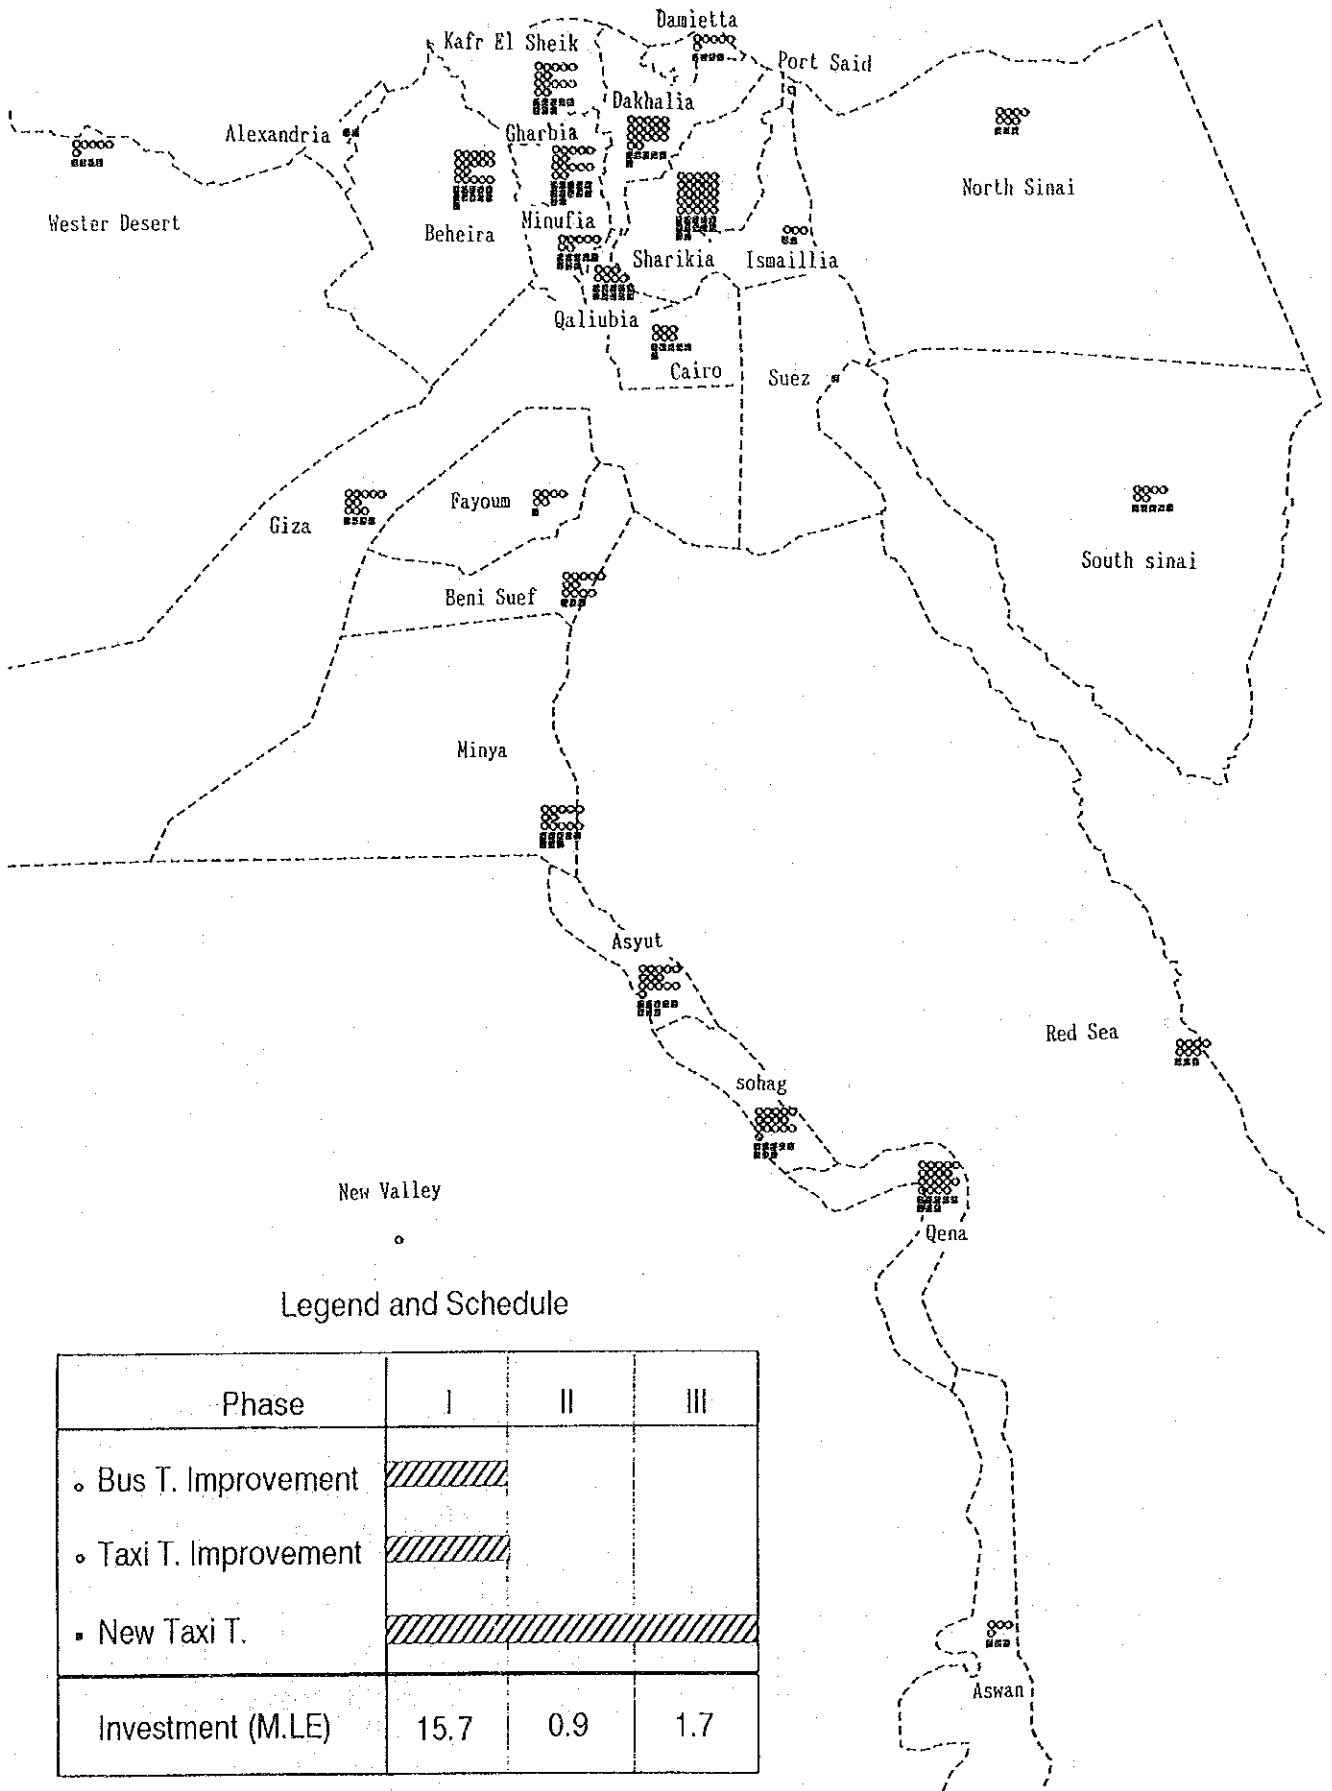 Damietta
Kafr El Sheik
Port Said
Dakhalia
Alexandria
Gharbia
North Sinai
Wester Desert
Beheira
Minufia
Sharikia
Ismaillia
Qaliubia
Cairo
Suez
Giza
Fayoum
South sinai
Beni Suef
Minya
Asyut
Red Sea
sohag
New Valley
Qena
Legend and Schedule
Phase I II III
Bus T. Improvement
Taxi T. Improvement
New Taxi T.
Aswan
Investment (M.LE) 15.7 0.9 1.7